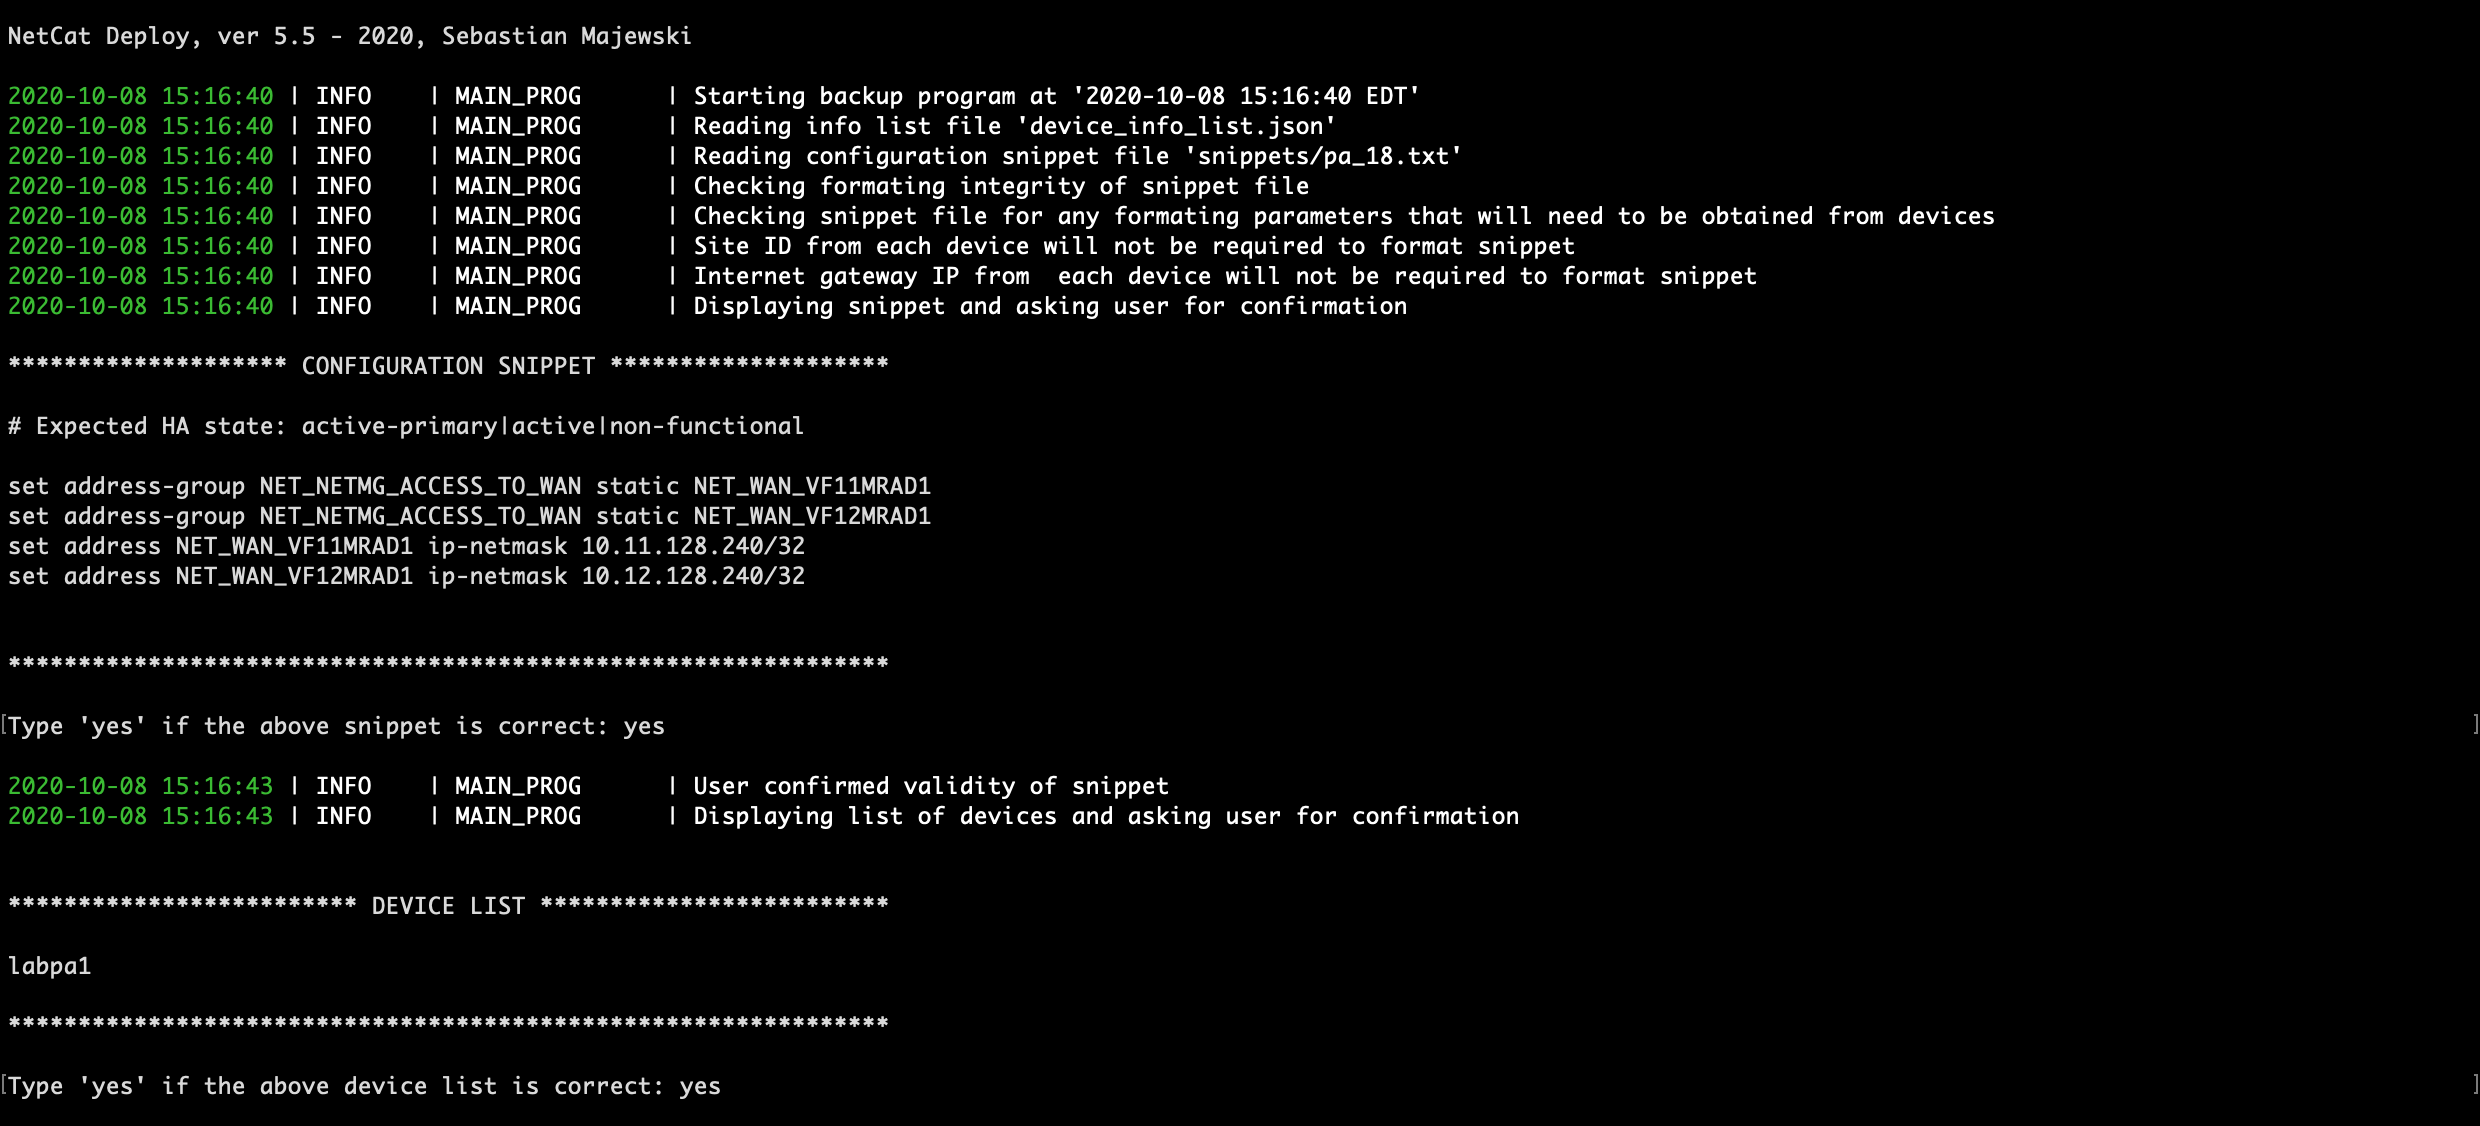 NetCat Deploy, ver 5.5 - 2020, Sebastian Majewski
2020-10-08 15:16:40 | INFO    | MAIN_PROG      | Starting backup program at '2020-10-08 15:16:40 EDT'
2020-10-08 15:16:40 | INFO    | MAIN_PROG      | Reading info list file 'device_info_list.json'
2020-10-08 15:16:40 | INFO    | MAIN_PROG      | Reading configuration snippet file 'snippets/pa_18.txt'
2020-10-08 15:16:40 | INFO    | MAIN_PROG      | Checking formating integrity of snippet file
2020-10-08 15:16:40 | INFO    | MAIN_PROG      | Checking snippet file for any formating parameters that will need to be obtained from devices
2020-10-08 15:16:40 | INFO    | MAIN_PROG      | Site ID from each device will not be required to format snippet
2020-10-08 15:16:40 | INFO    | MAIN_PROG      | Internet gateway IP from  each device will not be required to format snippet
2020-10-08 15:16:40 | INFO    | MAIN_PROG      | Displaying snippet and asking user for confirmation
******************** CONFIGURATION SNIPPET ********************
# Expected HA state: active-primary|active|non-functional
set address-group NET_NETMG_ACCESS_TO_WAN static NET_WAN_VF11MRAD1
set address-group NET_NETMG_ACCESS_TO_WAN static NET_WAN_VF12MRAD1
set address NET_WAN_VF11MRAD1 ip-netmask 10.11.128.240/32
set address NET_WAN_VF12MRAD1 ip-netmask 10.12.128.240/32
***************************************************************
[Type 'yes' if the above snippet is correct: yes ]
2020-10-08 15:16:43 | INFO    | MAIN_PROG      | User confirmed validity of snippet
2020-10-08 15:16:43 | INFO    | MAIN_PROG      | Displaying list of devices and asking user for confirmation
************************* DEVICE LIST *************************
labpa1
***************************************************************
[Type 'yes' if the above device list is correct: yes ]